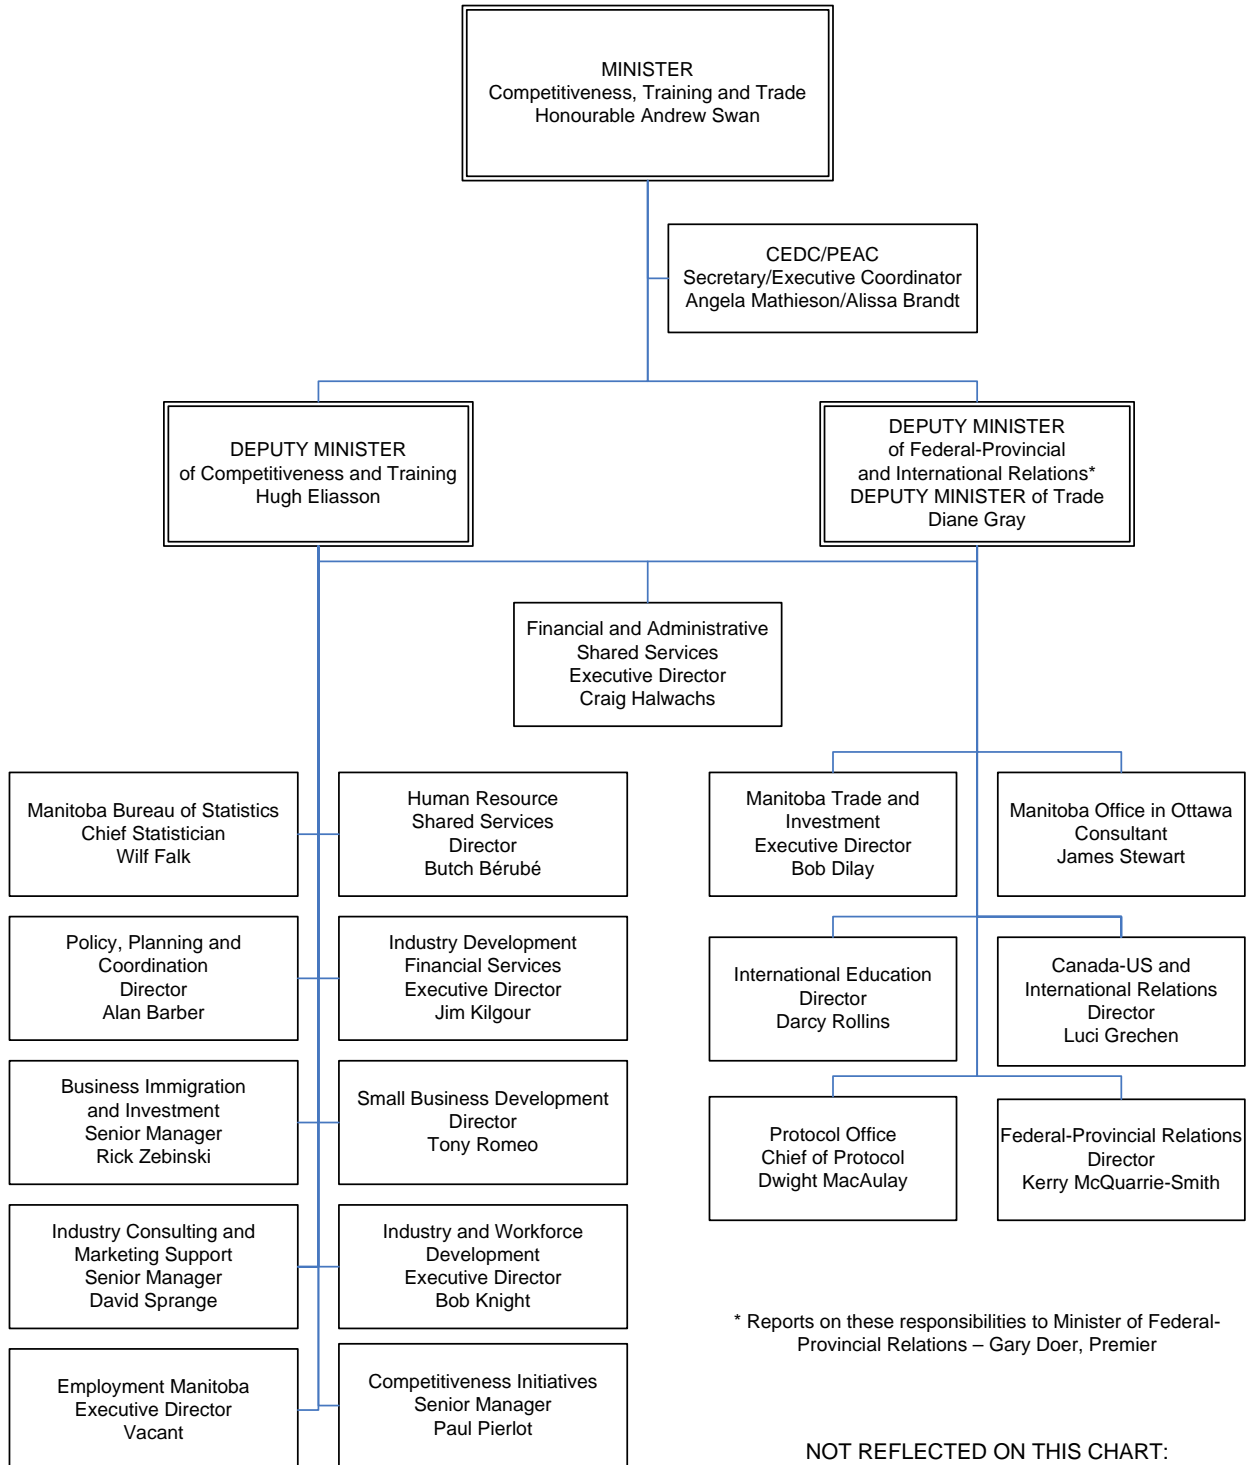 MINISTER
Competitiveness, Training and Trade
Honourable Andrew Swan
CEDC/PEAC
Secretary/Executive Coordinator
Angela Mathieson/Alissa Brandt
DEPUTY MINISTER
of Competitiveness and Training
Hugh Eliasson
DEPUTY MINISTER
of Federal-Provincial
and International Relations*
DEPUTY MINISTER of Trade
Diane Gray
Financial and Administrative
Shared Services
Executive Director
Craig Halwachs
Manitoba Bureau of Statistics
Chief Statistician
Wilf Falk
Human Resource
Shared Services
Director
Butch Bérubé
Manitoba Trade and
Investment
Executive Director
Bob Dilay
Manitoba Office in Ottawa
Consultant
James Stewart
Policy, Planning and
Coordination
Director
Alan Barber
Industry Development
Financial Services
Executive Director
Jim Kilgour
International Education
Director
Darcy Rollins
Canada-US and
International Relations
Director
Luci Grechen
Business Immigration
and Investment
Senior Manager
Rick Zebinski
Small Business Development
Director
Tony Romeo
Protocol Office
Chief of Protocol
Dwight MacAulay
Federal-Provincial Relations
Director
Kerry McQuarrie-Smith
Industry Consulting and
Marketing Support
Senior Manager
David Sprange
Industry and Workforce
Development
Executive Director
Bob Knight
* Reports on these responsibilities to Minister of Federal-
Provincial Relations – Gary Doer, Premier
Employment Manitoba
Executive Director
Vacant
Competitiveness Initiatives
Senior Manager
Paul Pierlot
NOT REFLECTED ON THIS CHART: